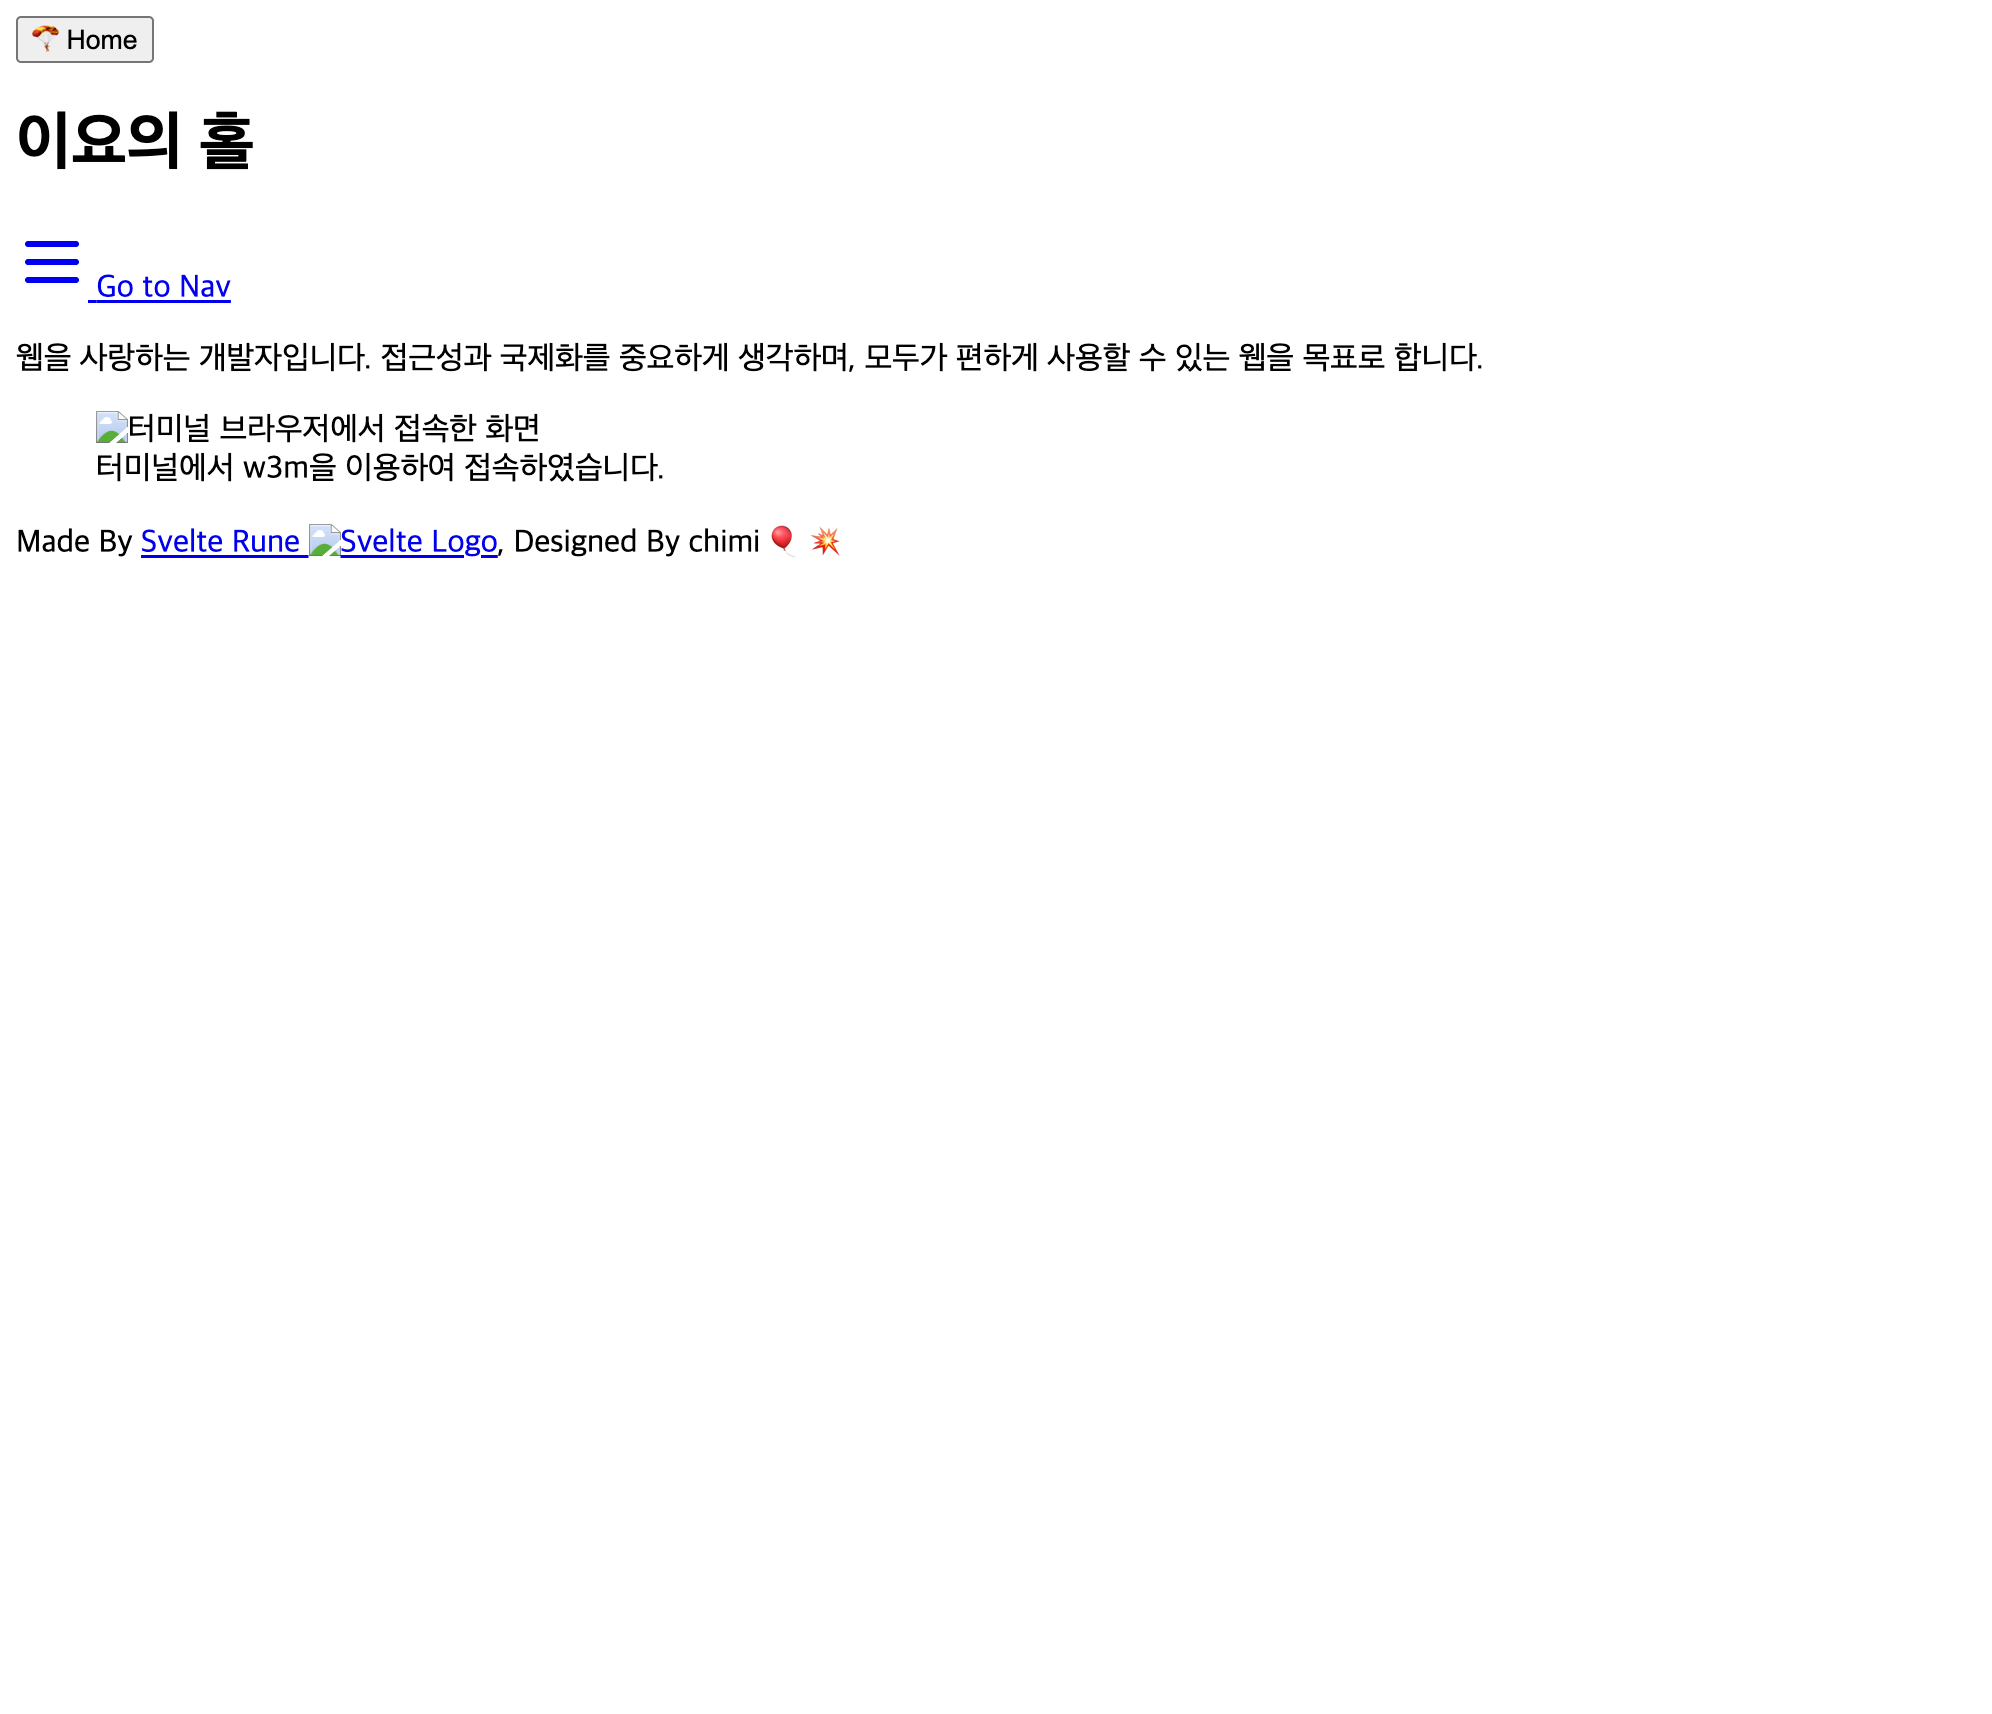 🪂 Home
이요의 홀
Go to Nav
웹을 사랑하는 개발자입니다. 접근성과 국제화를 중요하게 생각하며, 모두가 편하게 사용할 수 있는 웹을 목표로 합니다.
터미널 브라우저에서 접속한 화면
터미널에서 w3m을 이용하여 접속하였습니다.
Made By Svelte Rune Svelte Logo, Designed By chimi 🎈 💥